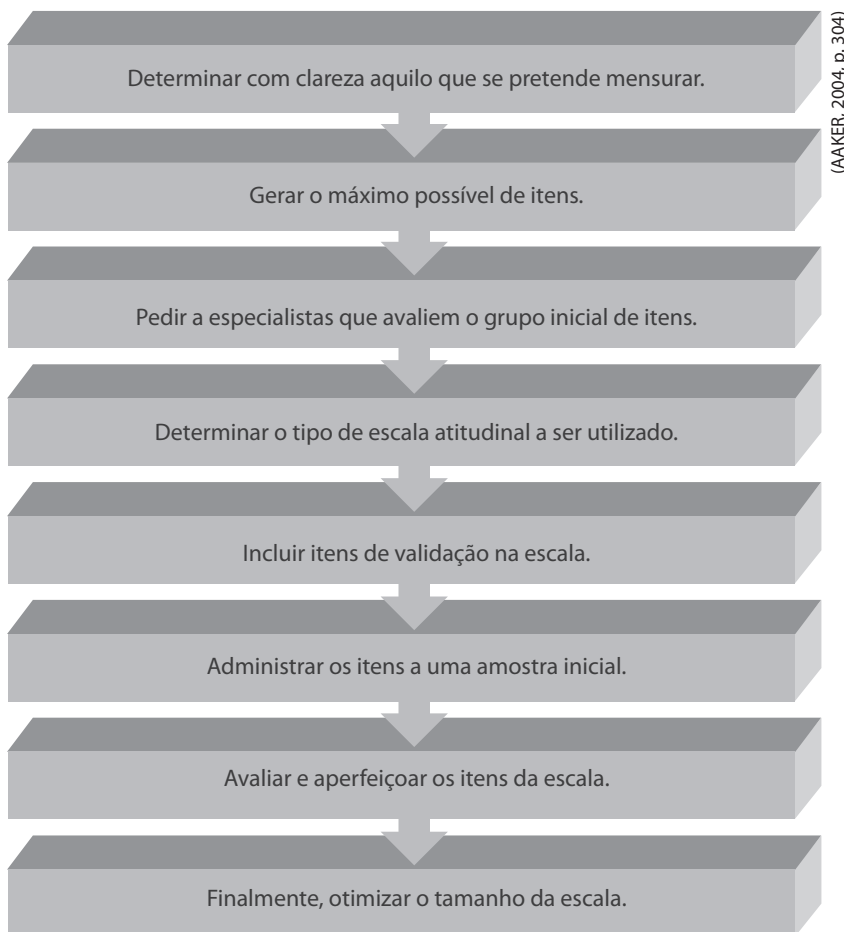 (AAKER, 2004, p. 304)
Determinar com clareza aquilo que se pretende mensurar.
Gerar o máximo possível de itens.
Pedir a especialistas que avaliem o grupo inicial de itens.
Determinar o tipo de escala atitudinal a ser utilizado.
Incluir itens de validação na escala.
Administrar os itens a uma amostra inicial.
Avaliar e aperfeiçoar os itens da escala.
Finalmente, otimizar o tamanho da escala.